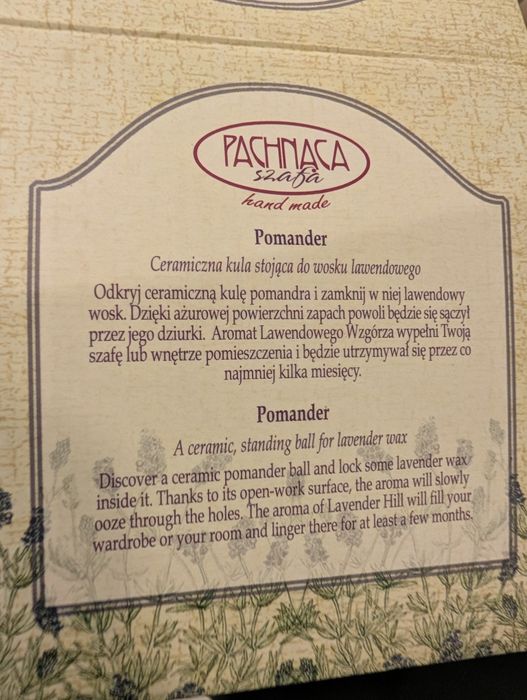 PACHNĄCA
szafa
hand made
Pomander
Ceramiczna kula stojąca do wosku lawendowego
Odkryj ceramiczną kulę pomandra i zamknij w niej lawendowy
wosk. Dzięki ażurowej powierzchni zapach powoli będzie się sączył
przez jego dziurki. Aromat Lawendowego Wzgórza wypełni Twoją
szafę lub wnętrze pomieszczenia i będzie utrzymywał się przez co
najmniej kilka miesięcy.
Pomander
A ceramic, standing ball for lavender wax
Discover a ceramic pomander ball and lock some lavender wax
inside it. Thanks to its open-work surface, the aroma will slowly
ooze through the holes. The aroma of Lavender Hill will fill your
wardrobe or your room and linger there for at least a few months.